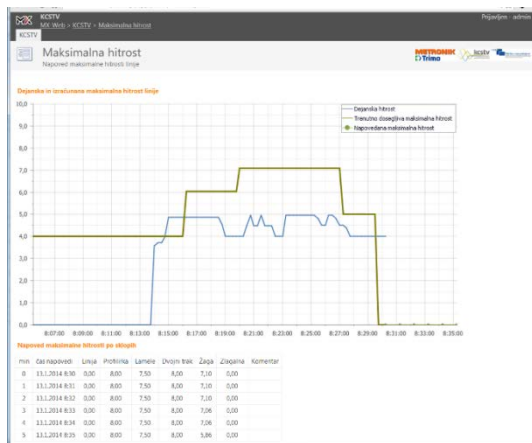 KCSTV
MX Web > KCSTV > Maksimalna hitrost
Prijavljen admin
KCSTV
Maksimalna hitrost
Napoved maksimalne hitrosti linije
METRONIK
Trimo
kcstv
Dejanska in izračunana maksimalna hitrost linije
10,0
9,0
8,0
7,0
6,0
5,0
4,0
3,0
2,0
1,0
0,0
Dejanska hitrost
Trenutno dosegljiva maksimalna hitrost
Napovedana maksimalna hitrost
8:07:00 8:09:00 8:11:00 8:13:00 8:15:00 8:17:00 8:19:00 8:21:00 8:23:00 8:25:00 8:27:00 8:29:00 8:31:00 8:33:00 8:35:00
Napoved maksimalne hitrosti po sklopih
min čas napovedi Linija Profilirka Lamele Dvojni trak Žaga Zlagalna Komentar
0 13.1.2014 8:30 0,00 8,00 7,50 8,00 7,10 0,00
1 13.1.2014 8:31 0,00 8,00 7,50 8,00 7,10 0,00
2 13.1.2014 8:32 0,00 8,00 7,50 8,00 7,10 0,00
3 13.1.2014 8:33 0,00 8,00 7,50 8,00 7,06 0,00
4 13.1.2014 8:34 0,00 8,00 7,50 8,00 7,06 0,00
5 13.1.2014 8:35 0,00 8,00 7,50 8,00 5,86 0,00